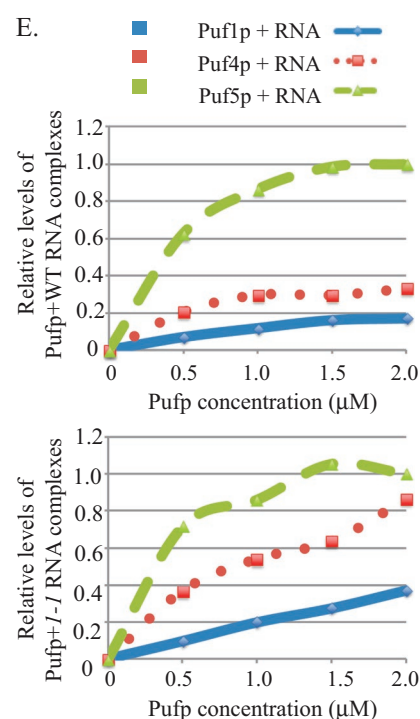 E.
Puf1p + RNA
Puf4p + RNA
Puf5p + RNA
Relative levels of
Pufp+WT RNA complexes
1.2
1.0
0.8
0.6
0.4
0.2
0
0 0.5 1.0 1.5 2.0
Pufp concentration (μM)
Relative levels of
Pufp+1-1 RNA complexes
1.2
1.0
0.8
0.6
0.4
0.2
0
0 0.5 1.0 1.5 2.0
Pufp concentration (μM)